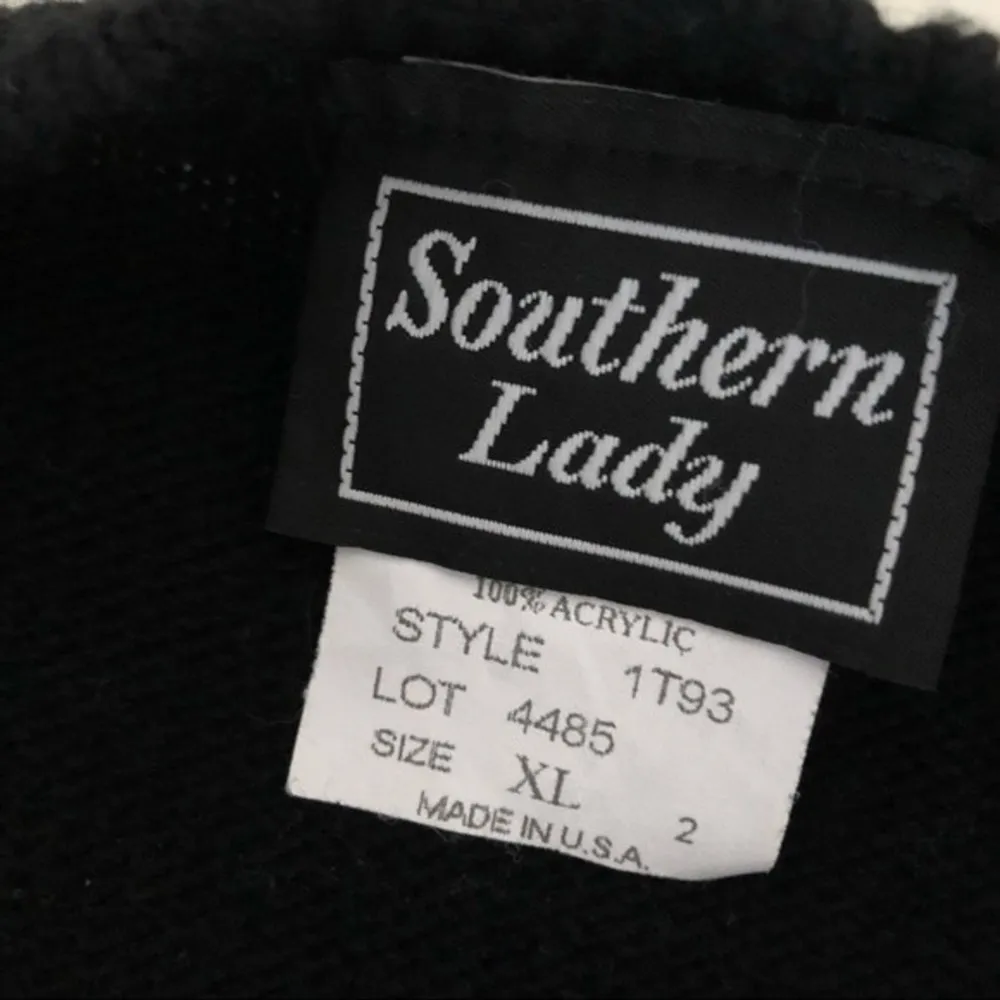 Southern
Lady
100% ACRYLIC
STYLE 1T93
LOT 4485
SIZE XL
MADE IN U.S.A. 2